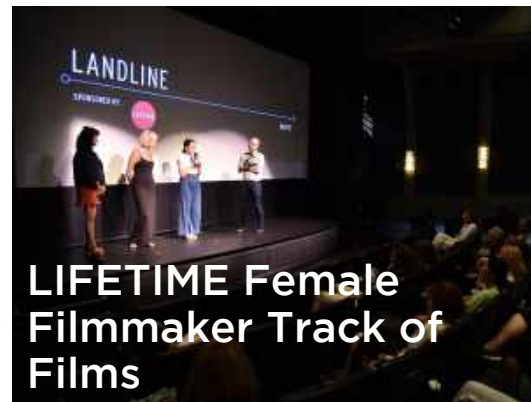 LANDLINE
SPONSORED BY
LIFETIME Female
Filmmaker Track of
Films